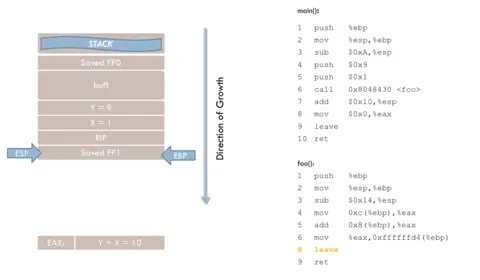 STACK
Saved FP0
buff
Y = 9
X = 1
RIP
Saved FP1
ESP
EBP
Direction of Growth
EAX:
Y + X = 10
main():
1 push %ebp
2 mov %esp,%ebp
3 sub $0xA,%esp
4 push $0x9
5 push $0x1
6 call 0x8048430 <foo>
7 add $0x10,%esp
8 mov $0x0,%eax
9 leave
10 ret
foo():
1 push %ebp
2 mov %esp,%ebp
3 sub $0x14,%esp
4 mov 0xc(%ebp),%eax
5 add 0x8(%ebp),%eax
6 mov %eax,0xffffffd4(%ebp)
8 leave
9 ret